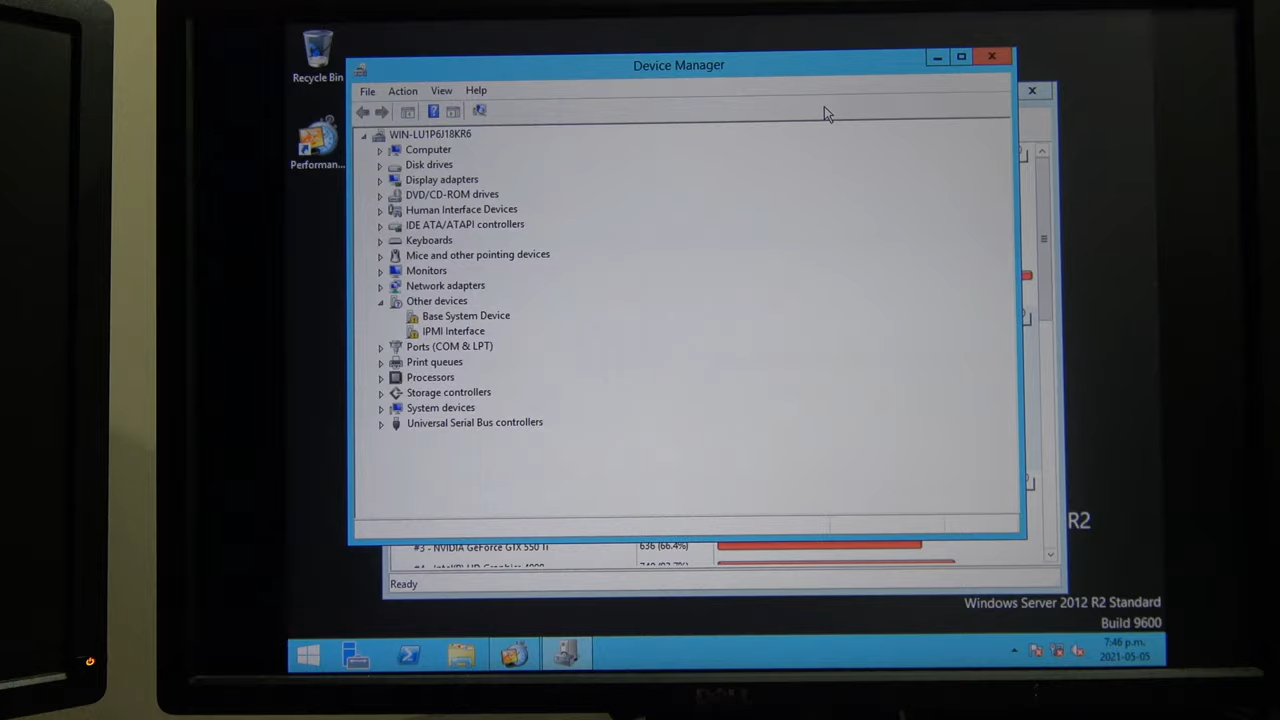 Recycle Bin
Performan...
Device Manager
File Action View Help
WIN-LU1P6J18KR6
Computer
Disk drives
Display adapters
DVD/CD-ROM drives
Human Interface Devices
IDE ATA/ATAPI controllers
Keyboards
Mice and other pointing devices
Monitors
Network adapters
Other devices
Base System Device
IPMI Interface
Ports (COM & LPT)
Print queues
Processors
Storage controllers
System devices
Universal Serial Bus controllers
#3 - NVIDIA GeForce GTX 550 Ti 636 (66.4%)
Ready
R2
Windows Server 2012 R2 Standard
Build 9600
7:46 p.m.
2021-05-05
DELL